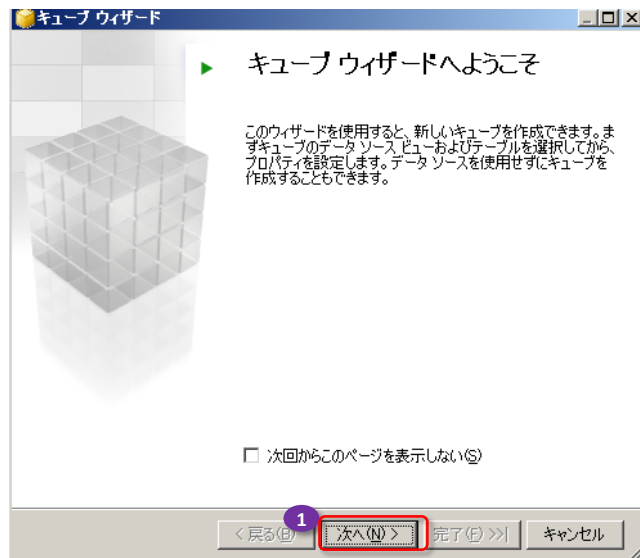 キューブ ウィザード
キューブ ウィザードへようこそ
このウィザードを使用すると、新しいキューブを作成できます。ま
ずキューブのデータ ソース ビューおよびテーブルを選択してから、
プロパティを設定します。データ ソースを使用せずにキューブを
作成することもできます。
次回からこのページを表示しない(S)
1
< 戻る(B) 次へ(N) > 完了(F) >>| キャンセル